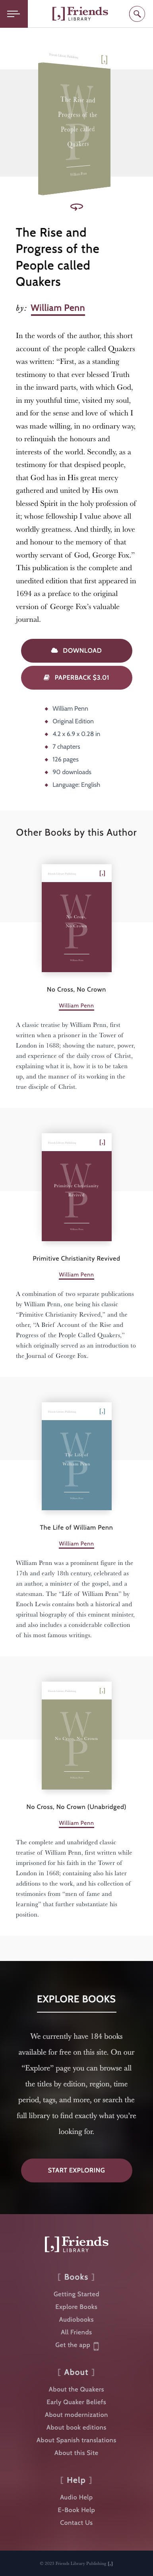 [,] Friends
LIBRARY
The Rise and
Progress of the
People called
Quakers
WP
The Rise and
Progress of the
People called
Quakers
by: William Penn
In the words of the author, this short
account of the people called Quakers
was written: “First, as a standing
testimony to that ever blessed Truth
in the inward parts, with which God,
in my youthful time, visited my soul,
and for the sense and love of which I
was made willing, in no ordinary way,
to relinquish the honors and
interests of the world. Secondly, as a
testimony for that despised people,
that God has in His great mercy
gathered and united by His own
blessed Spirit in the holy profession of
it; whose fellowship I value above all
worldly greatness. And thirdly, in love
and honour to the memory of that
worthy servant of God, George Fox.”
This publication is the complete and
unedited edition that first appeared in
1694 as a preface to the original
version of George Fox’s valuable
journal.
DOWNLOAD
PAPERBACK $3.01
William Penn
Original Edition
4.2 x 6.9 x 0.28 in
7 chapters
126 pages
90 downloads
Language: English
Other Books by this Author
WP
No Cross,
No Crown
No Cross, No Crown
William Penn
A classic treatise by William Penn, first
written when a prisoner in the Tower of
London in 1668; showing the nature, power,
and experience of the daily cross of Christ,
explaining what it is, how it is to be taken
up, and the manner of its working in the
true disciple of Christ.
WP
Primitive Christianity
Revived
Primitive Christianity Revived
William Penn
A combination of two separate publications
by William Penn, one being his classic
“Primitive Christianity Revived,” and the
other, “A Brief Account of the Rise and
Progress of the People Called Quakers,”
which originally served as an introduction to
the Journal of George Fox.
WP
The Life of
William Penn
The Life of William Penn
William Penn
William Penn was a prominent figure in the
17th and early 18th century, celebrated as
an author, a minister of the gospel, and a
statesman. The “Life of William Penn” by
Enoch Lewis contains both a historical and
spiritual biography of this eminent minister,
and also includes a considerable collection
of his most famous writings.
WP
No Cross, No Crown
No Cross, No Crown (Unabridged)
William Penn
The complete and unabridged classic
treatise of William Penn, first written while
imprisoned for his faith in the Tower of
London in 1668; containing also his later
additions to the work, and his collection of
testimonies from “men of fame and
learning” that further substantiate his
position.
EXPLORE BOOKS
We currently have 184 books
available for free on this site. On our
“Explore” page you can browse all
the titles by edition, region, time
period, tags, and more, or search the
full library to find exactly what you’re
looking for.
START EXPLORING
[,] Friends
LIBRARY
[ Books ]
Getting Started
Explore Books
Audiobooks
All Friends
Get the app
[ About ]
About the Quakers
Early Quaker Beliefs
About modernization
About book editions
About Spanish translations
About this Site
[ Help ]
Audio Help
E-Book Help
Contact Us